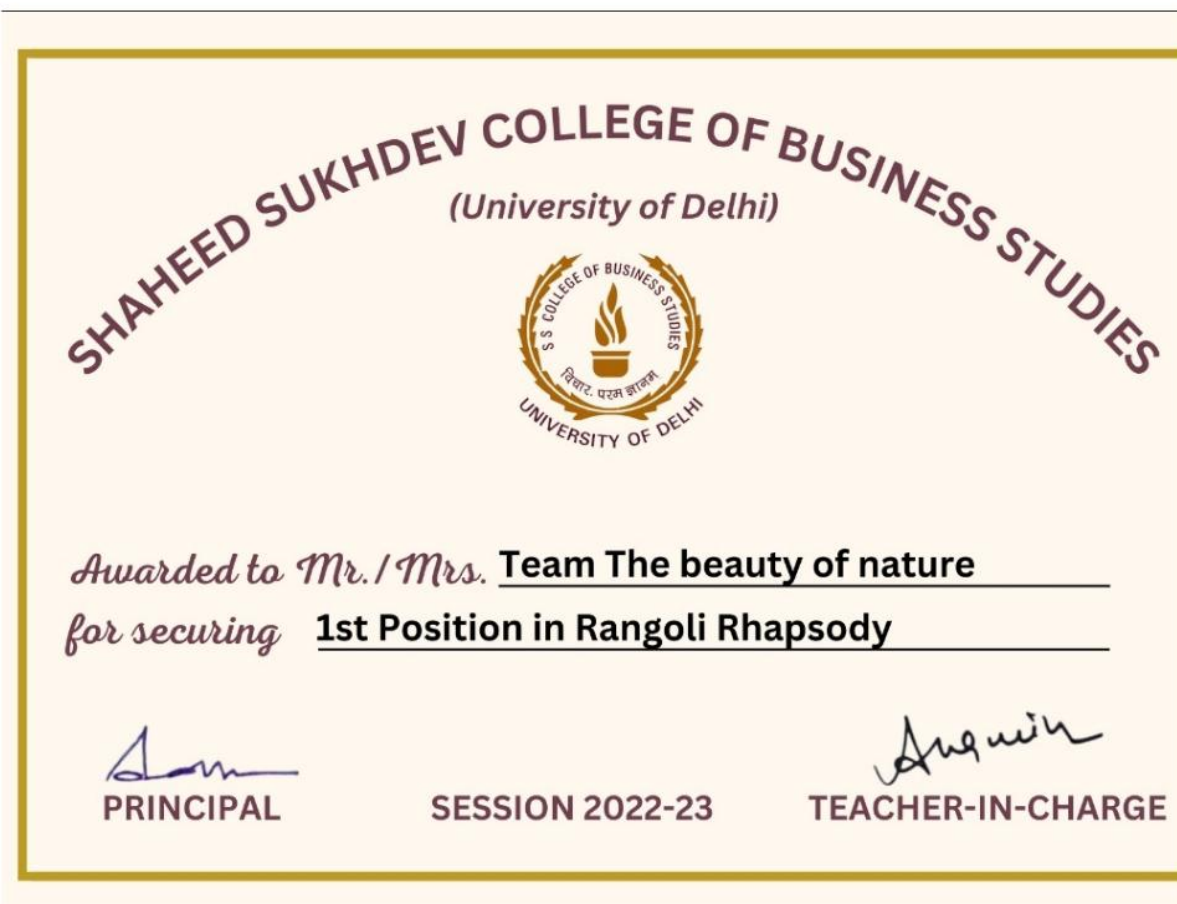 SHAHEED SUKHDEV COLLEGE OF BUSINESS STUDIES
(University of Delhi)
S S COLLEGE OF BUSINESS STUDIES
विचार. परम ज्ञानम
UNIVERSITY OF DELHI
Awarded to Mr./Mrs. Team The beauty of nature
for securing 1st Position in Rangoli Rhapsody
PRINCIPAL SESSION 2022-23 TEACHER-IN-CHARGE